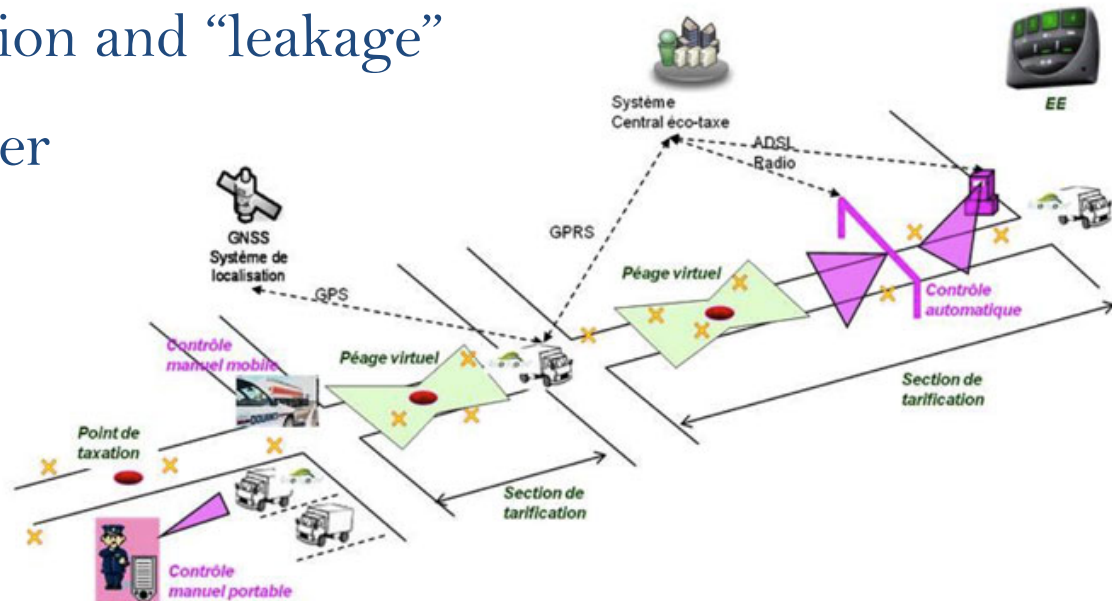 ion and “leakage”
er
Système
Central éco-taxe
EE
ADSL
Radio
GNSS
Système de
localisation
GPRS
GPS
Péage virtuel
Contrôle
automatique
Contrôle
manuel mobile
Péage virtuel
Section de
tarification
Point de
taxation
Section de
tarification
Contrôle
manuel portable